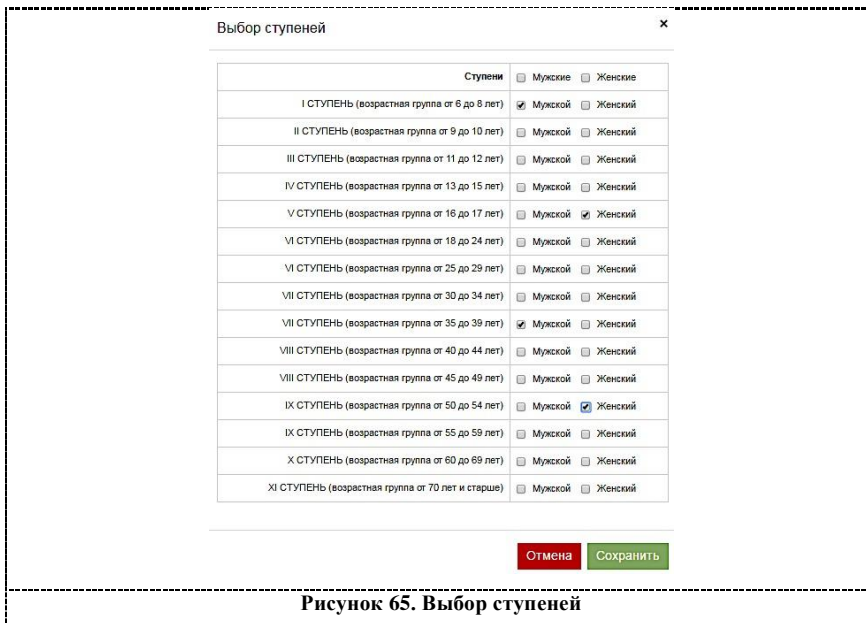 Выбор ступеней ×
Ступени Мужские Женские
I СТУПЕНЬ (возрастная группа от 6 до 8 лет) Мужской Женский
II СТУПЕНЬ (возрастная группа от 9 до 10 лет) Мужской Женский
III СТУПЕНЬ (возрастная группа от 11 до 12 лет) Мужской Женский
IV СТУПЕНЬ (возрастная группа от 13 до 15 лет) Мужской Женский
V СТУПЕНЬ (возрастная группа от 16 до 17 лет) Мужской Женский
VI СТУПЕНЬ (возрастная группа от 18 до 24 лет) Мужской Женский
VI СТУПЕНЬ (возрастная группа от 25 до 29 лет) Мужской Женский
VII СТУПЕНЬ (возрастная группа от 30 до 34 лет) Мужской Женский
VII СТУПЕНЬ (возрастная группа от 35 до 39 лет) Мужской Женский
VIII СТУПЕНЬ (возрастная группа от 40 до 44 лет) Мужской Женский
VIII СТУПЕНЬ (возрастная группа от 45 до 49 лет) Мужской Женский
IX СТУПЕНЬ (возрастная группа от 50 до 54 лет) Мужской Женский
IX СТУПЕНЬ (возрастная группа от 55 до 59 лет) Мужской Женский
X СТУПЕНЬ (возрастная группа от 60 до 69 лет) Мужской Женский
XI СТУПЕНЬ (возрастная группа от 70 лет и старше) Мужской Женский
Отмена Сохранить
Рисунок 65. Выбор ступеней